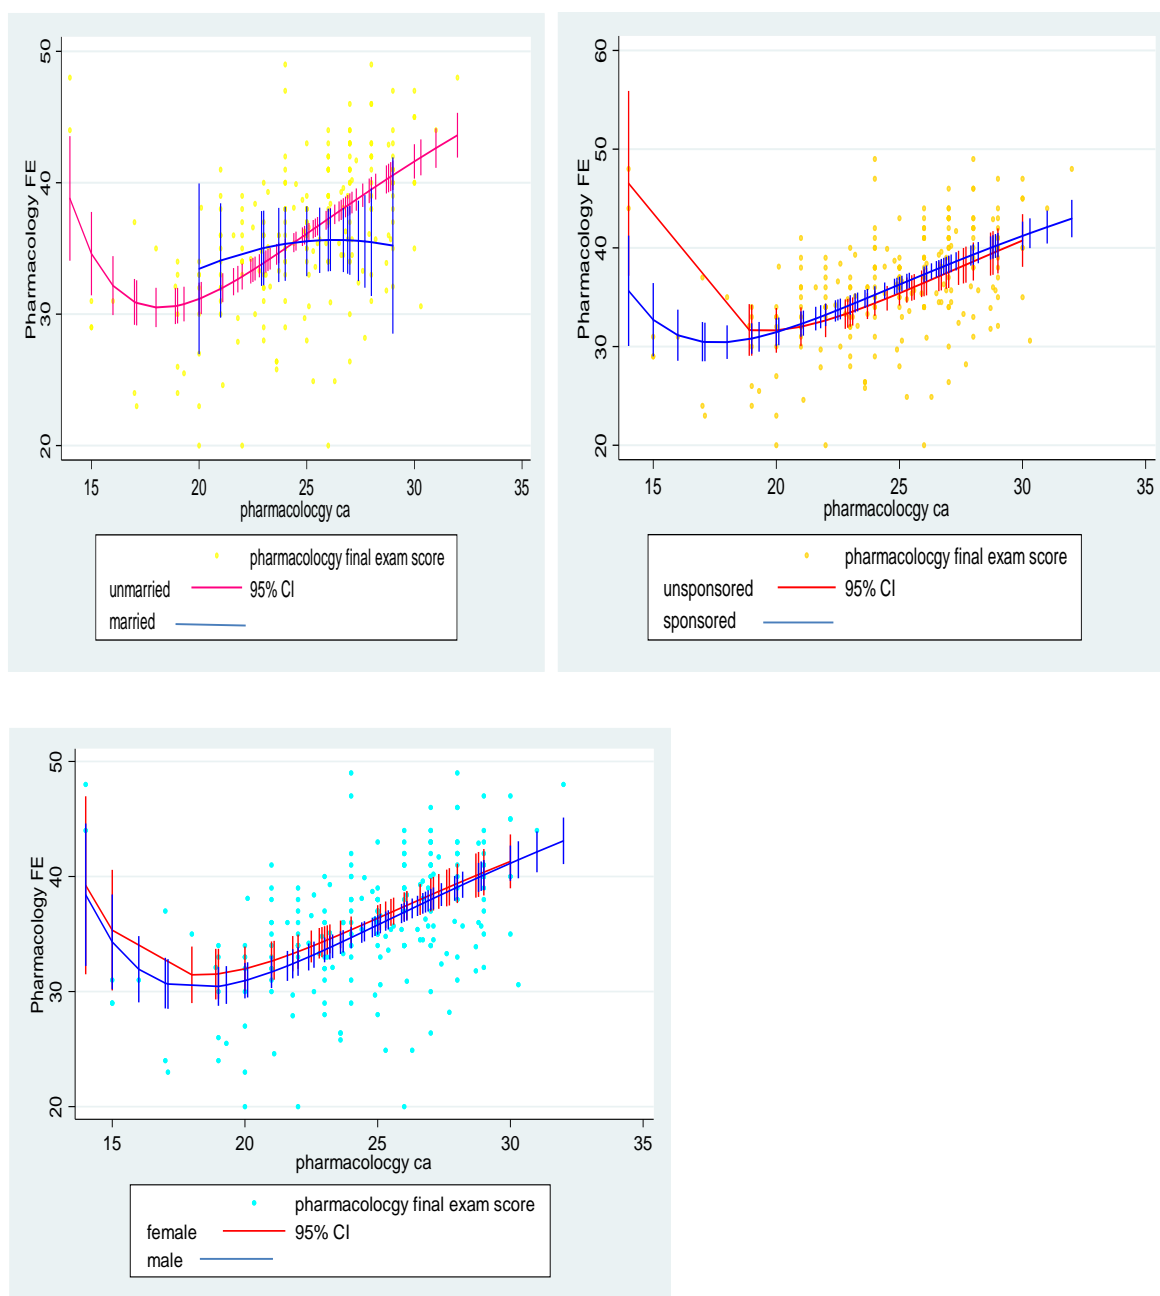 50
40
30
20
Pharmacology FE
15 20 25 30 35
pharmacolocgy ca
pharmacolocgy final exam score
unmarried 95% CI
married
60
50
40
30
20
Pharmacology FE
15 20 25 30 35
pharmacolocgy ca
pharmacolocgy final exam score
unsponsored 95% CI
sponsored
50
40
30
20
Pharmacology FE
15 20 25 30 35
pharmacolocgy ca
pharmacolocgy final exam score
female 95% CI
male